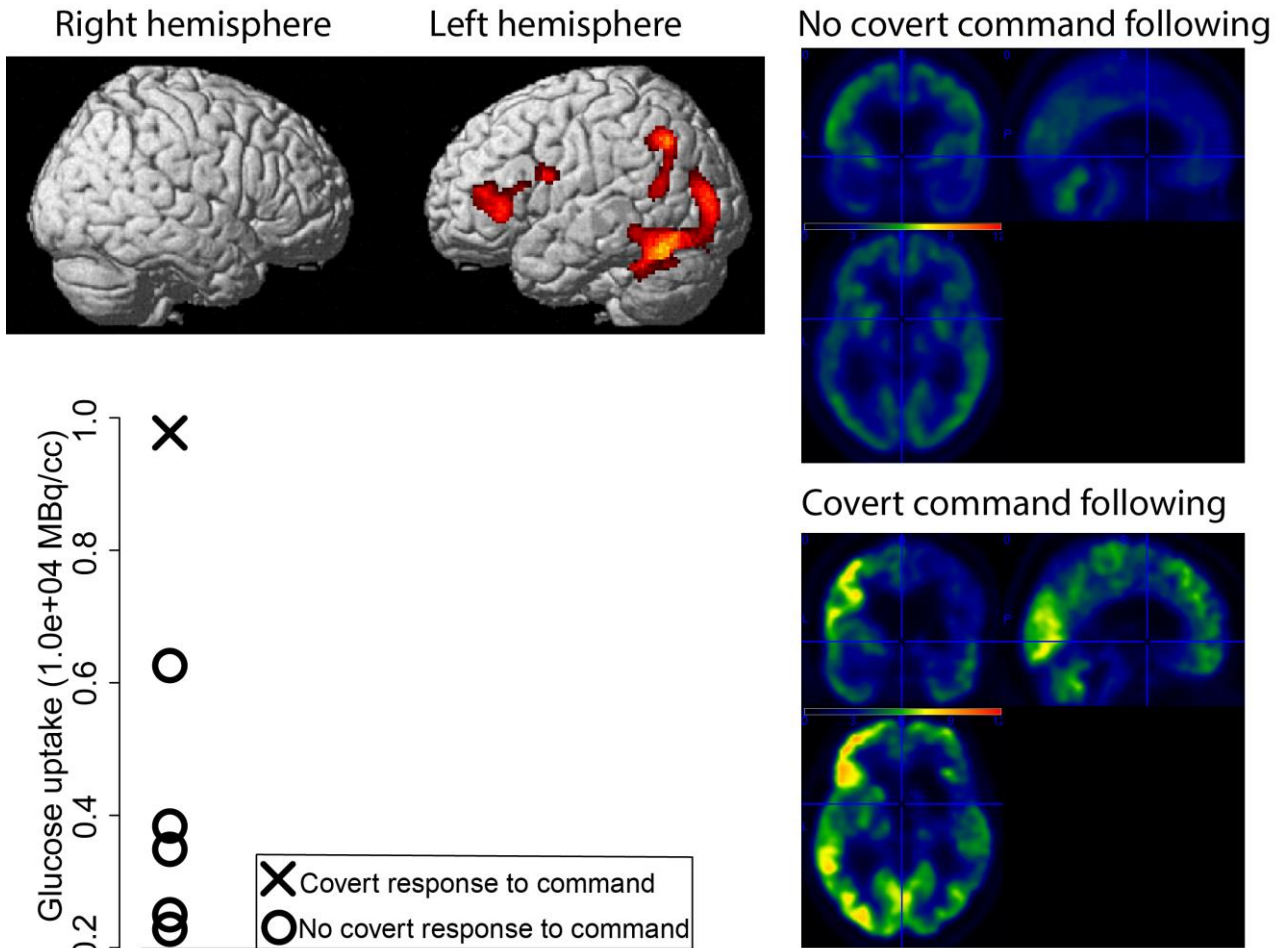 Right hemisphere
Left hemisphere
No covert command following
Covert command following
Glucose uptake (1.0e+04 MBq/cc)
1.0
0.8
0.6
0.4
0.2
Covert response to command
No covert response to command